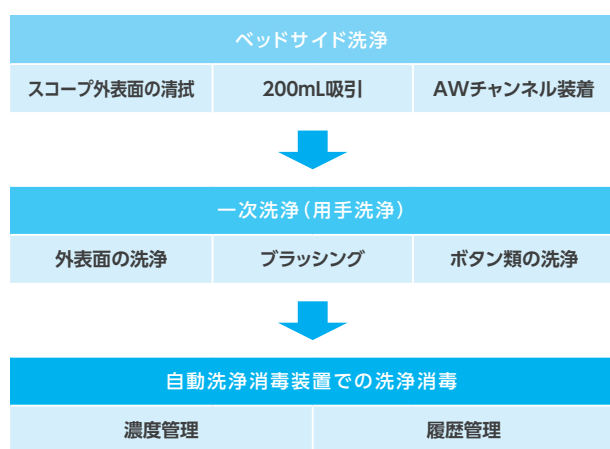 ベッドサイド洗浄
スコープ外表面の清拭 200mL吸引 AWチャンネル装着
一次洗浄(用手洗浄)
外表面の洗浄 ブラッシング ボタン類の洗浄
自動洗浄消毒装置での洗浄消毒
濃度管理 履歴管理